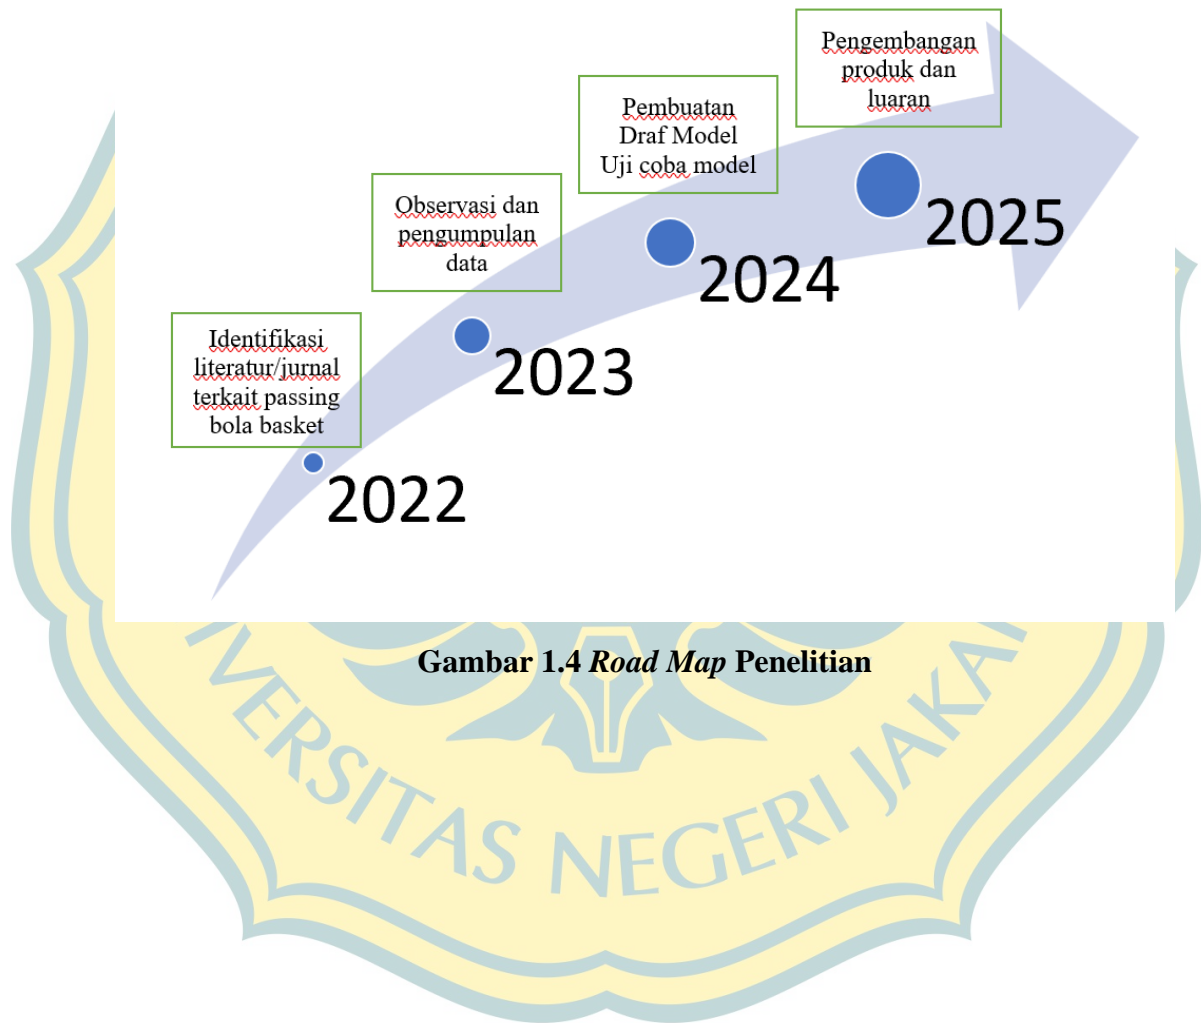 Pengembangan
produk dan
luaran
Pembuatan
Draf Model
Uji coba model
Observasi dan
pengumpulan
data
Identifikasi
literatur/jurnal
terkait passing
bola basket
2025
2024
2023
2022
Gambar 1.4 Road Map Penelitian
IVERSITAS NEGERI JAKA